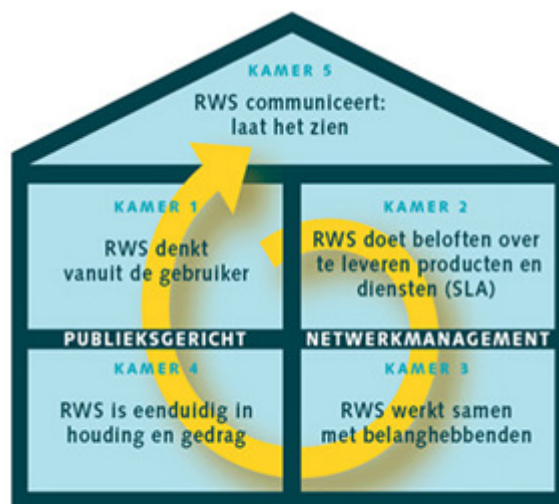 KAMER 5
RWS communiceert:
laat het zien
KAMER 1
RWS denkt
vanuit de gebruiker
KAMER 2
RWS doet beloften over
te leveren producten en
diensten (SLA)
PUBLIEKSGERICHT NETWERKMANAGEMENT
KAMER 4
RWS is eenduidig in
houding en gedrag
KAMER 3
RWS werkt samen
met belanghebbenden